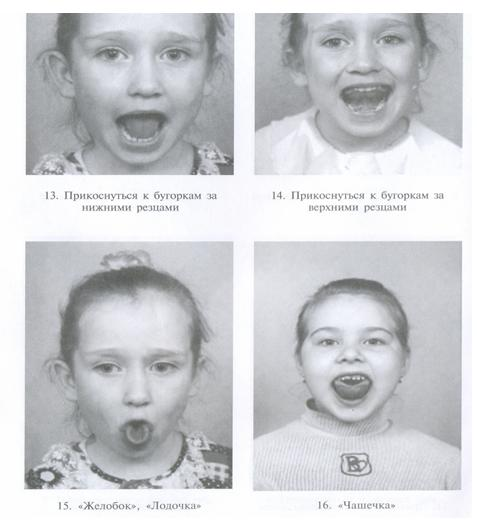 13. Прикоснуться к бугоркам за
нижними резцами
14. Прикоснуться к бугоркам за
верхними резцами
15. «Желобок», «Лодочка»
16. «Чашечка»